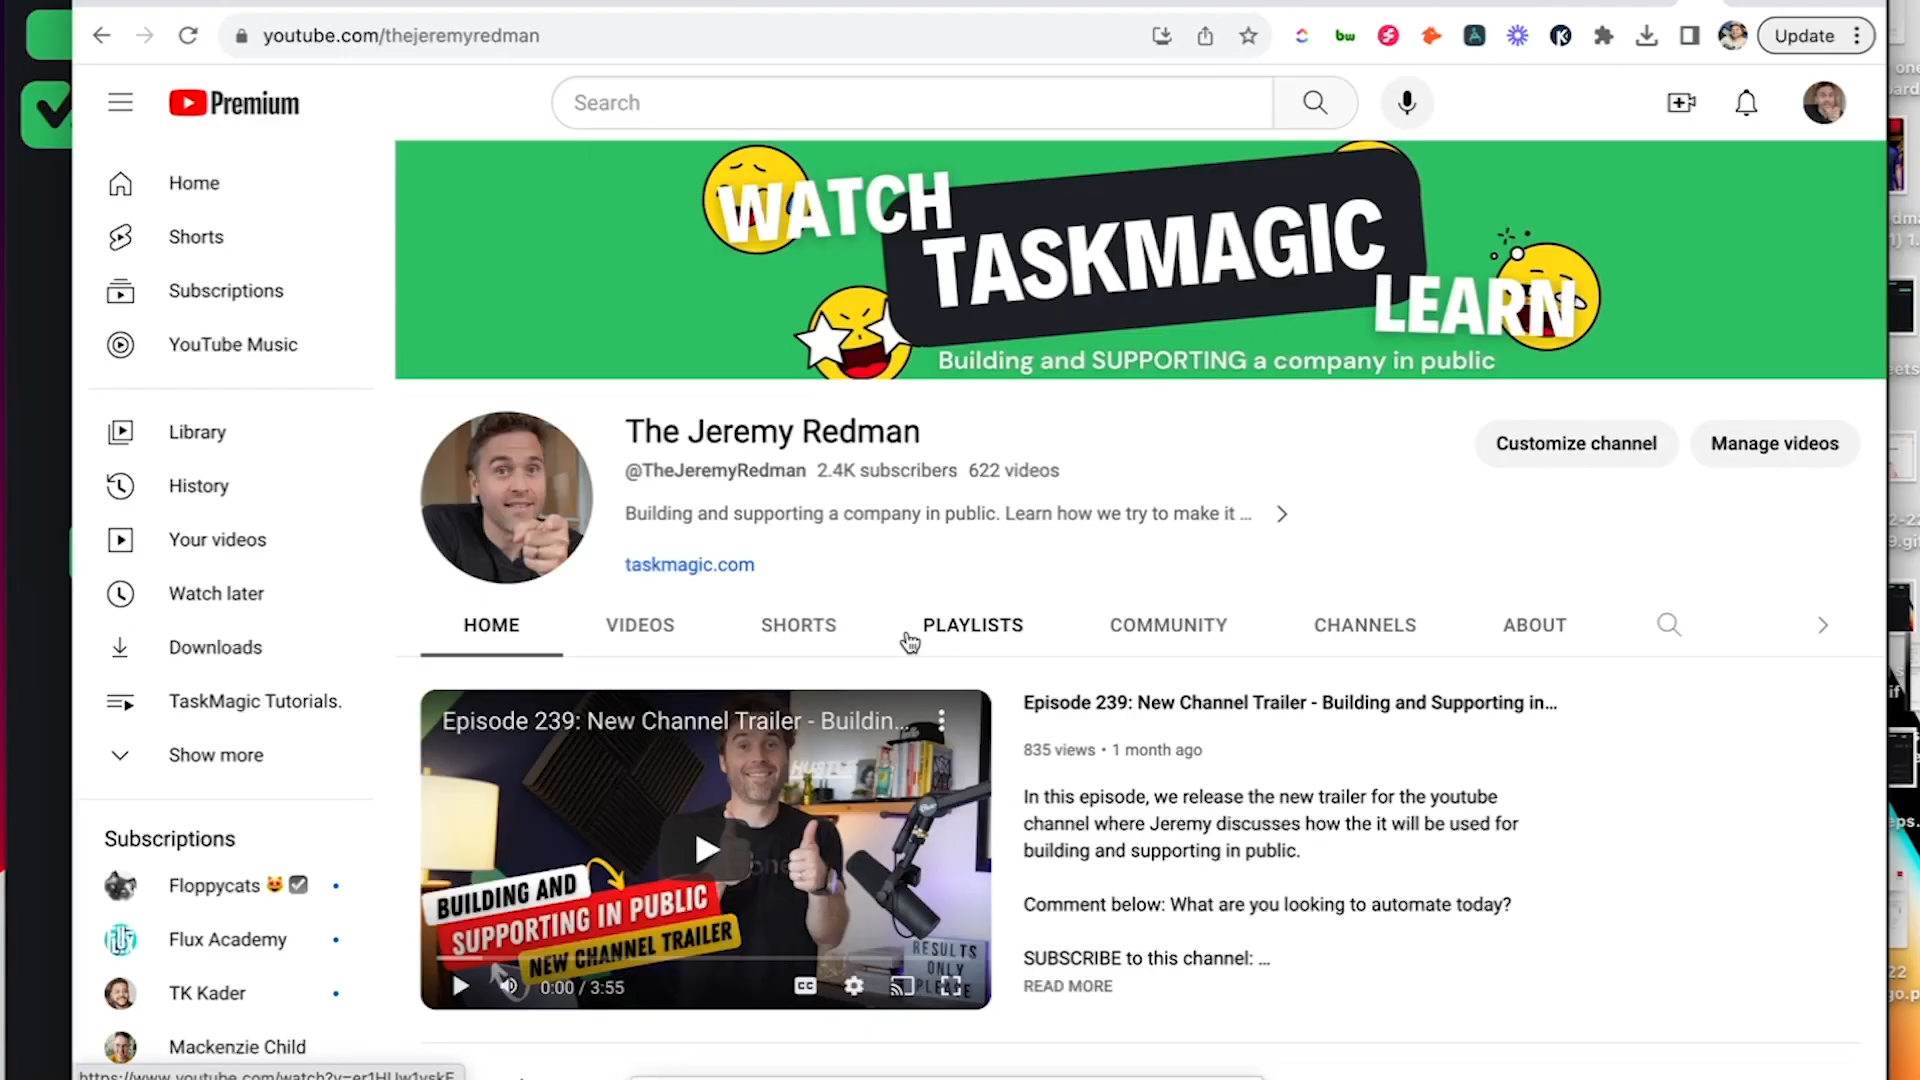 youtube.com/thejeremyredman
bw
Update
Premium
Search
Home
Shorts
Subscriptions
YouTube Music
Library
History
Your videos
Watch later
Downloads
TaskMagic Tutorials.
Show more
Subscriptions
Floppycats
Flux Academy
TK Kader
Mackenzie Child
WATCH
TASKMAGIC
LEARN
Building and SUPPORTING a company in public
The Jeremy Redman
@TheJeremyRedman 2.4K subscribers 622 videos
Building and supporting a company in public. Learn how we try to make it ...
taskmagic.com
Customize channel
Manage videos
HOME
VIDEOS
SHORTS
PLAYLISTS
COMMUNITY
CHANNELS
ABOUT
Episode 239: New Channel Trailer - Buildin...
HUSTLE
BUILDING AND
SUPPORTING IN PUBLIC
NEW CHANNEL TRAILER
RESULTS
ONLY
PLEASE
0:00 / 3:55
CC
Episode 239: New Channel Trailer - Building and Supporting in...
835 views • 1 month ago
In this episode, we release the new trailer for the youtube
channel where Jeremy discusses how the it will be used for
building and supporting in public.
Comment below: What are you looking to automate today?
SUBSCRIBE to this channel: ...
READ MORE